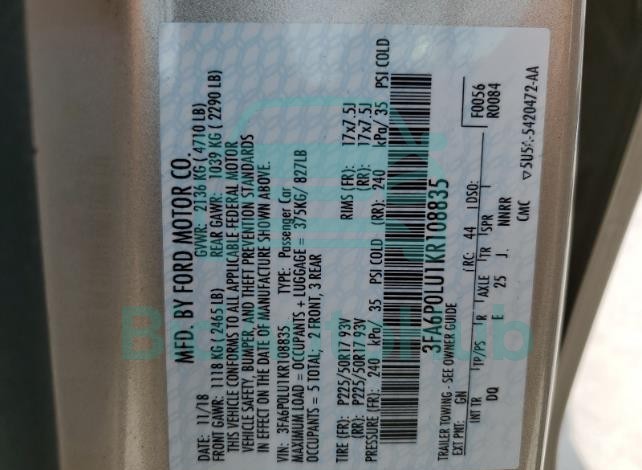 MFD. BY FORD MOTOR CO.
DATE: 11/18 GVWR: 2136 KG ( 4710 LB)
FRONT GAWR: 1118 KG ( 2465 LB) REAR GAWR: 1039 KG ( 2290 LB)
THIS VEHICLE CONFORMS TO ALL APPLICABLE FEDERAL MOTOR
VEHICLE SAFETY, BUMPER, AND THEFT PREVENTION STANDARDS
IN EFFECT ON THE DATE OF MANUFACTURE SHOWN ABOVE.
VIN: 3FA6P0LU1KR108835 TYPE: Passenger Car
MAXIMUM LOAD = OCCUPANTS + LUGGAGE = 375KG/ 827LB
OCCUPANTS = 5 TOTAL; 2 FRONT, 3 REAR
TIRE (FR): P225/50R17 93V RIMS (FR): 17x7.5J
TIRE (RR): P225/50R17 93V (RR): 17x7.5J
PRESSURE (FR): 240 kPa/ 35 PSI COLD (RR): 240 kPa/ 35 PSI COLD
3FA6P0LU1KR108835
TRAILER TOWING - SEE OWNER GUIDE
EXT PNT: GN RC: 44 DSO: F0056
R0084
INT TR TP/PS R AXLE TR SPR
DQ E 25 J. NNRR
CMC